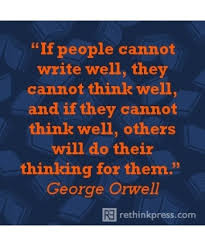 “If people cannot
write well, they
cannot think well,
and if they cannot
think well, others
will do their
thinking for them.”
George Orwell
R rethinkpress.com